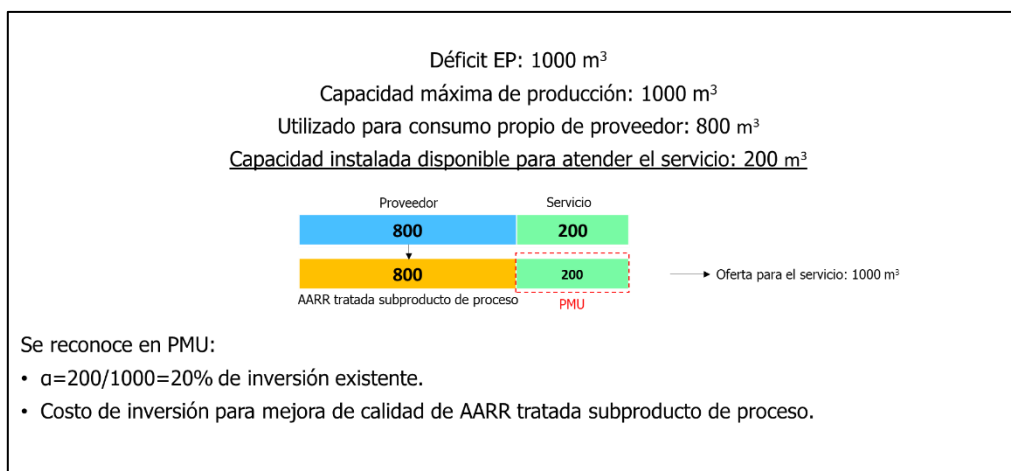 Déficit EP: 1000 m³
Capacidad máxima de producción: 1000 m³
Utilizado para consumo propio de proveedor: 800 m³
Capacidad instalada disponible para atender el servicio: 200 m³
Proveedor Servicio
800 200
800 200 Oferta para el servicio: 1000 m³
AARR tratada subproducto de proceso PMU
Se reconoce en PMU:
• α=200/1000=20% de inversión existente.
• Costo de inversión para mejora de calidad de AARR tratada subproducto de proceso.